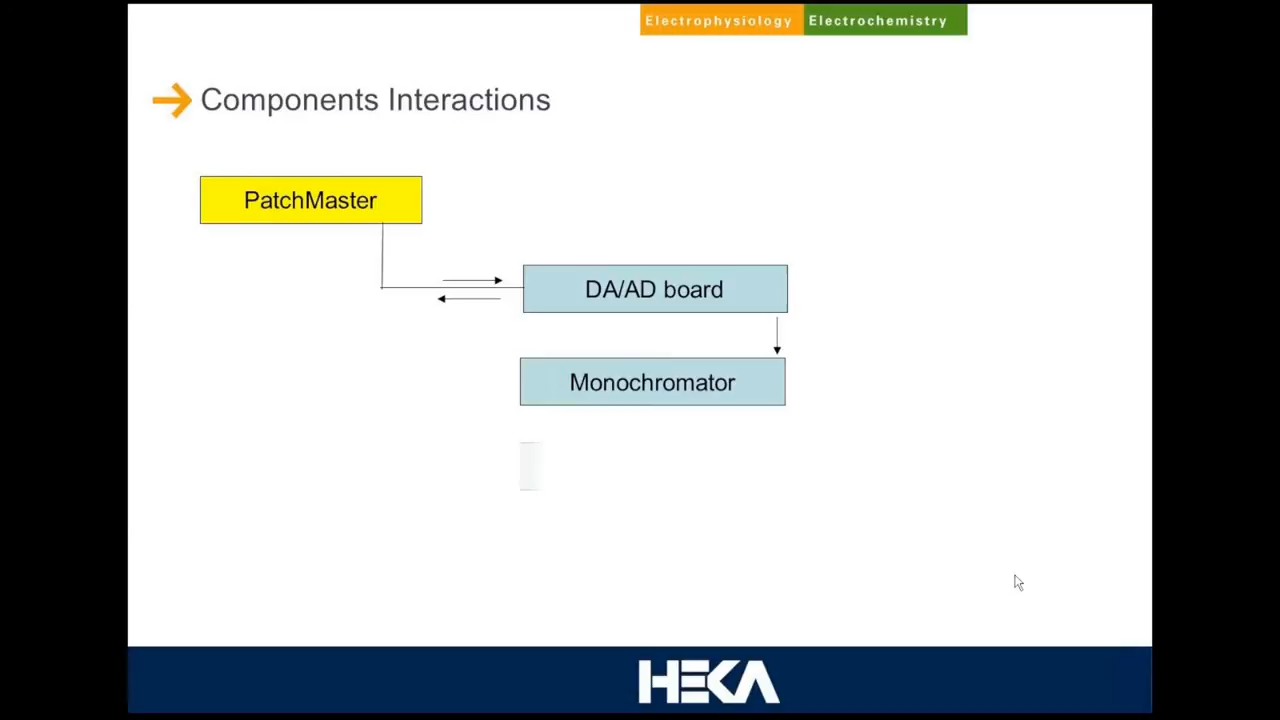 Electrophysiology Electrochemistry
Components Interactions
PatchMaster
DA/AD board
Monochromator
HEKA